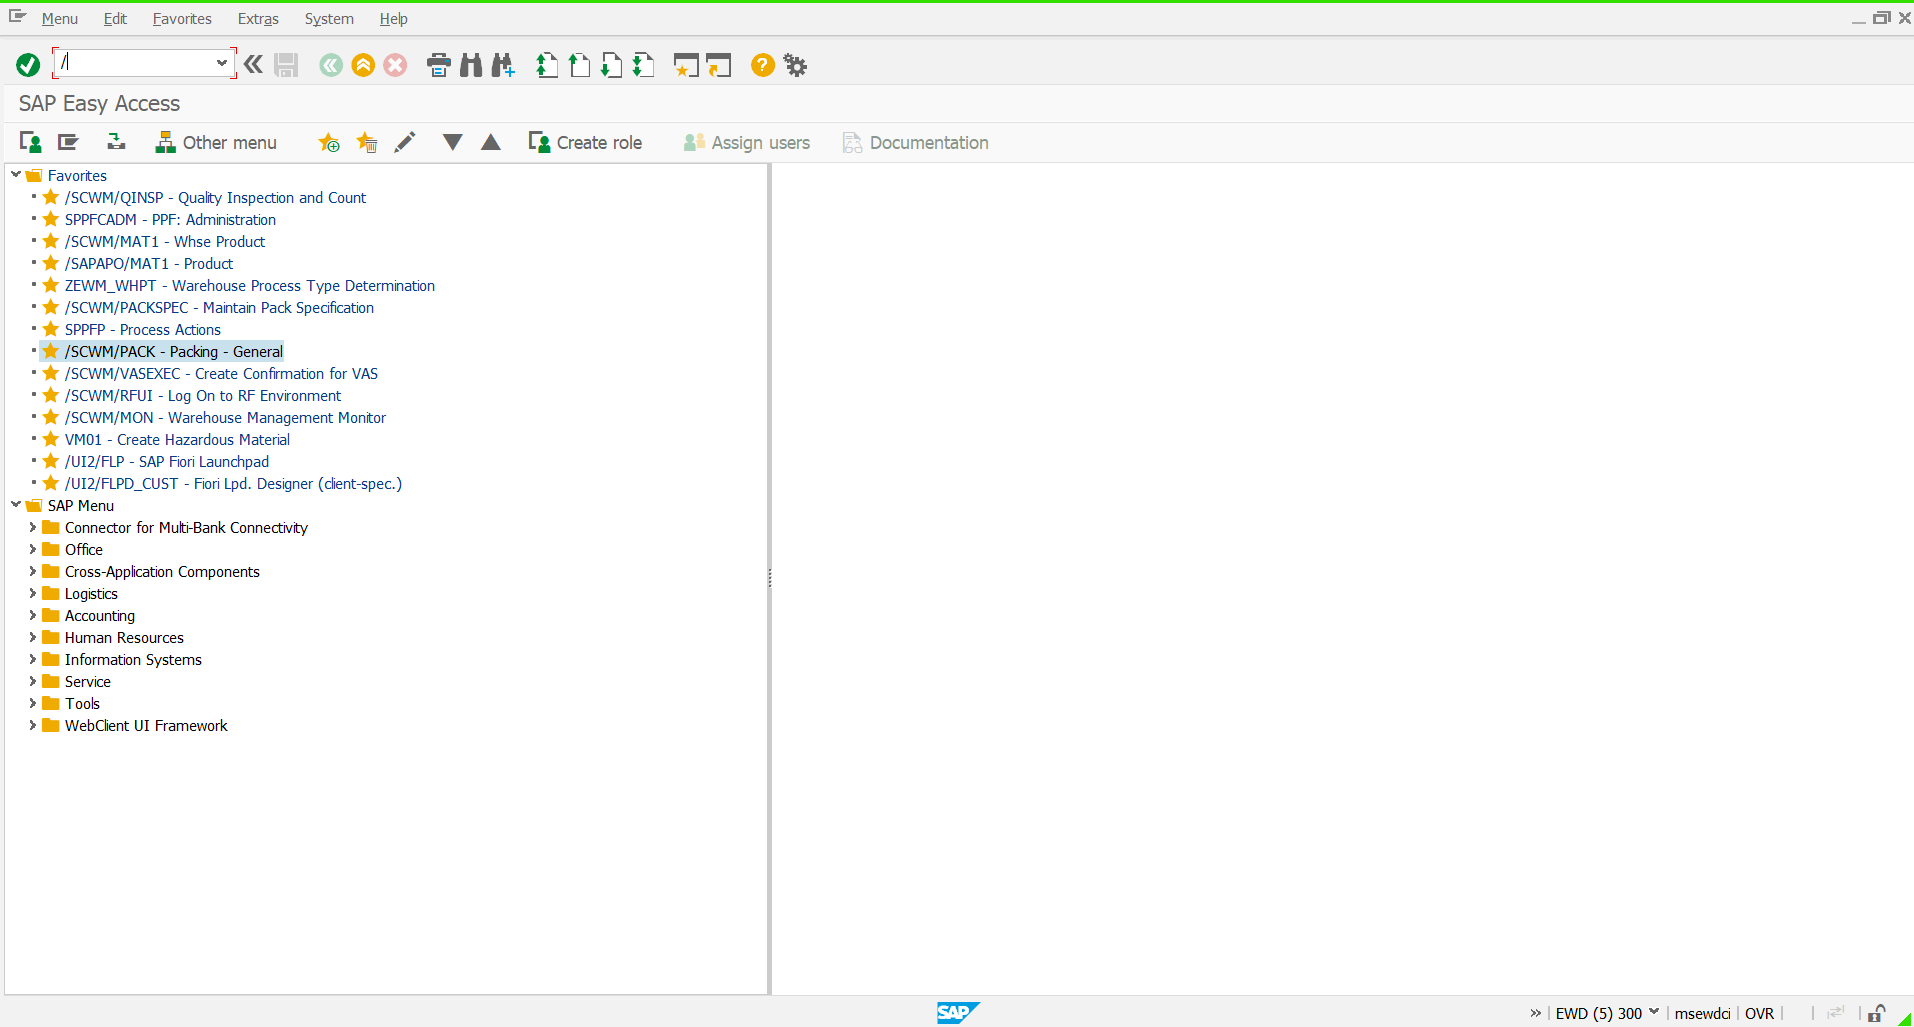 Menu Edit Favorites Extras System Help
/
SAP Easy Access
Other menu Create role Assign users Documentation
Favorites
/SCWM/QINSP - Quality Inspection and Count
SPPFCADM - PPF: Administration
/SCWM/MAT1 - Whse Product
/SAPAPO/MAT1 - Product
ZEWM_WHPT - Warehouse Process Type Determination
/SCWM/PACKSPEC - Maintain Pack Specification
SPPFP - Process Actions
/SCWM/PACK - Packing - General
/SCWM/VASEXEC - Create Confirmation for VAS
/SCWM/RFUI - Log On to RF Environment
/SCWM/MON - Warehouse Management Monitor
VM01 - Create Hazardous Material
/UI2/FLP - SAP Fiori Launchpad
/UI2/FLPD_CUST - Fiori Lpd. Designer (client-spec.)
SAP Menu
Connector for Multi-Bank Connectivity
Office
Cross-Application Components
Logistics
Accounting
Human Resources
Information Systems
Service
Tools
WebClient UI Framework
SAP
EWD (5) 300 msewdci OVR